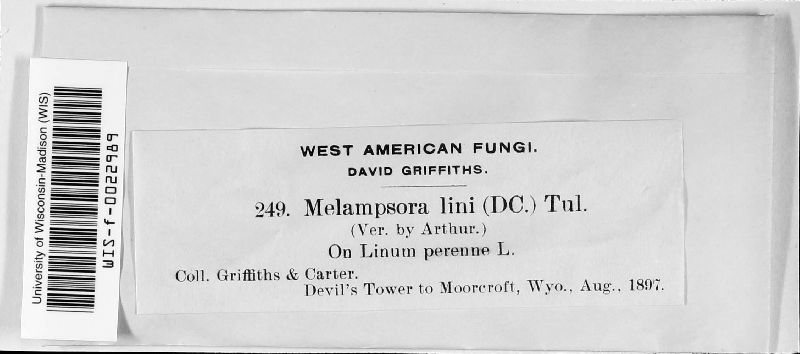 WEST AMERICAN FUNGI.
DAVID GRIFFITHS.
249. Melampsora lini (DC.) Tul.
(Ver. by Arthur.)
On Linum perenne L.
Coll. Griffiths & Carter.
Devil's Tower to Moorcroft, Wyo., Aug., 1897.
University of Wisconsin-Madison (WIS)
WIS-f-0022789